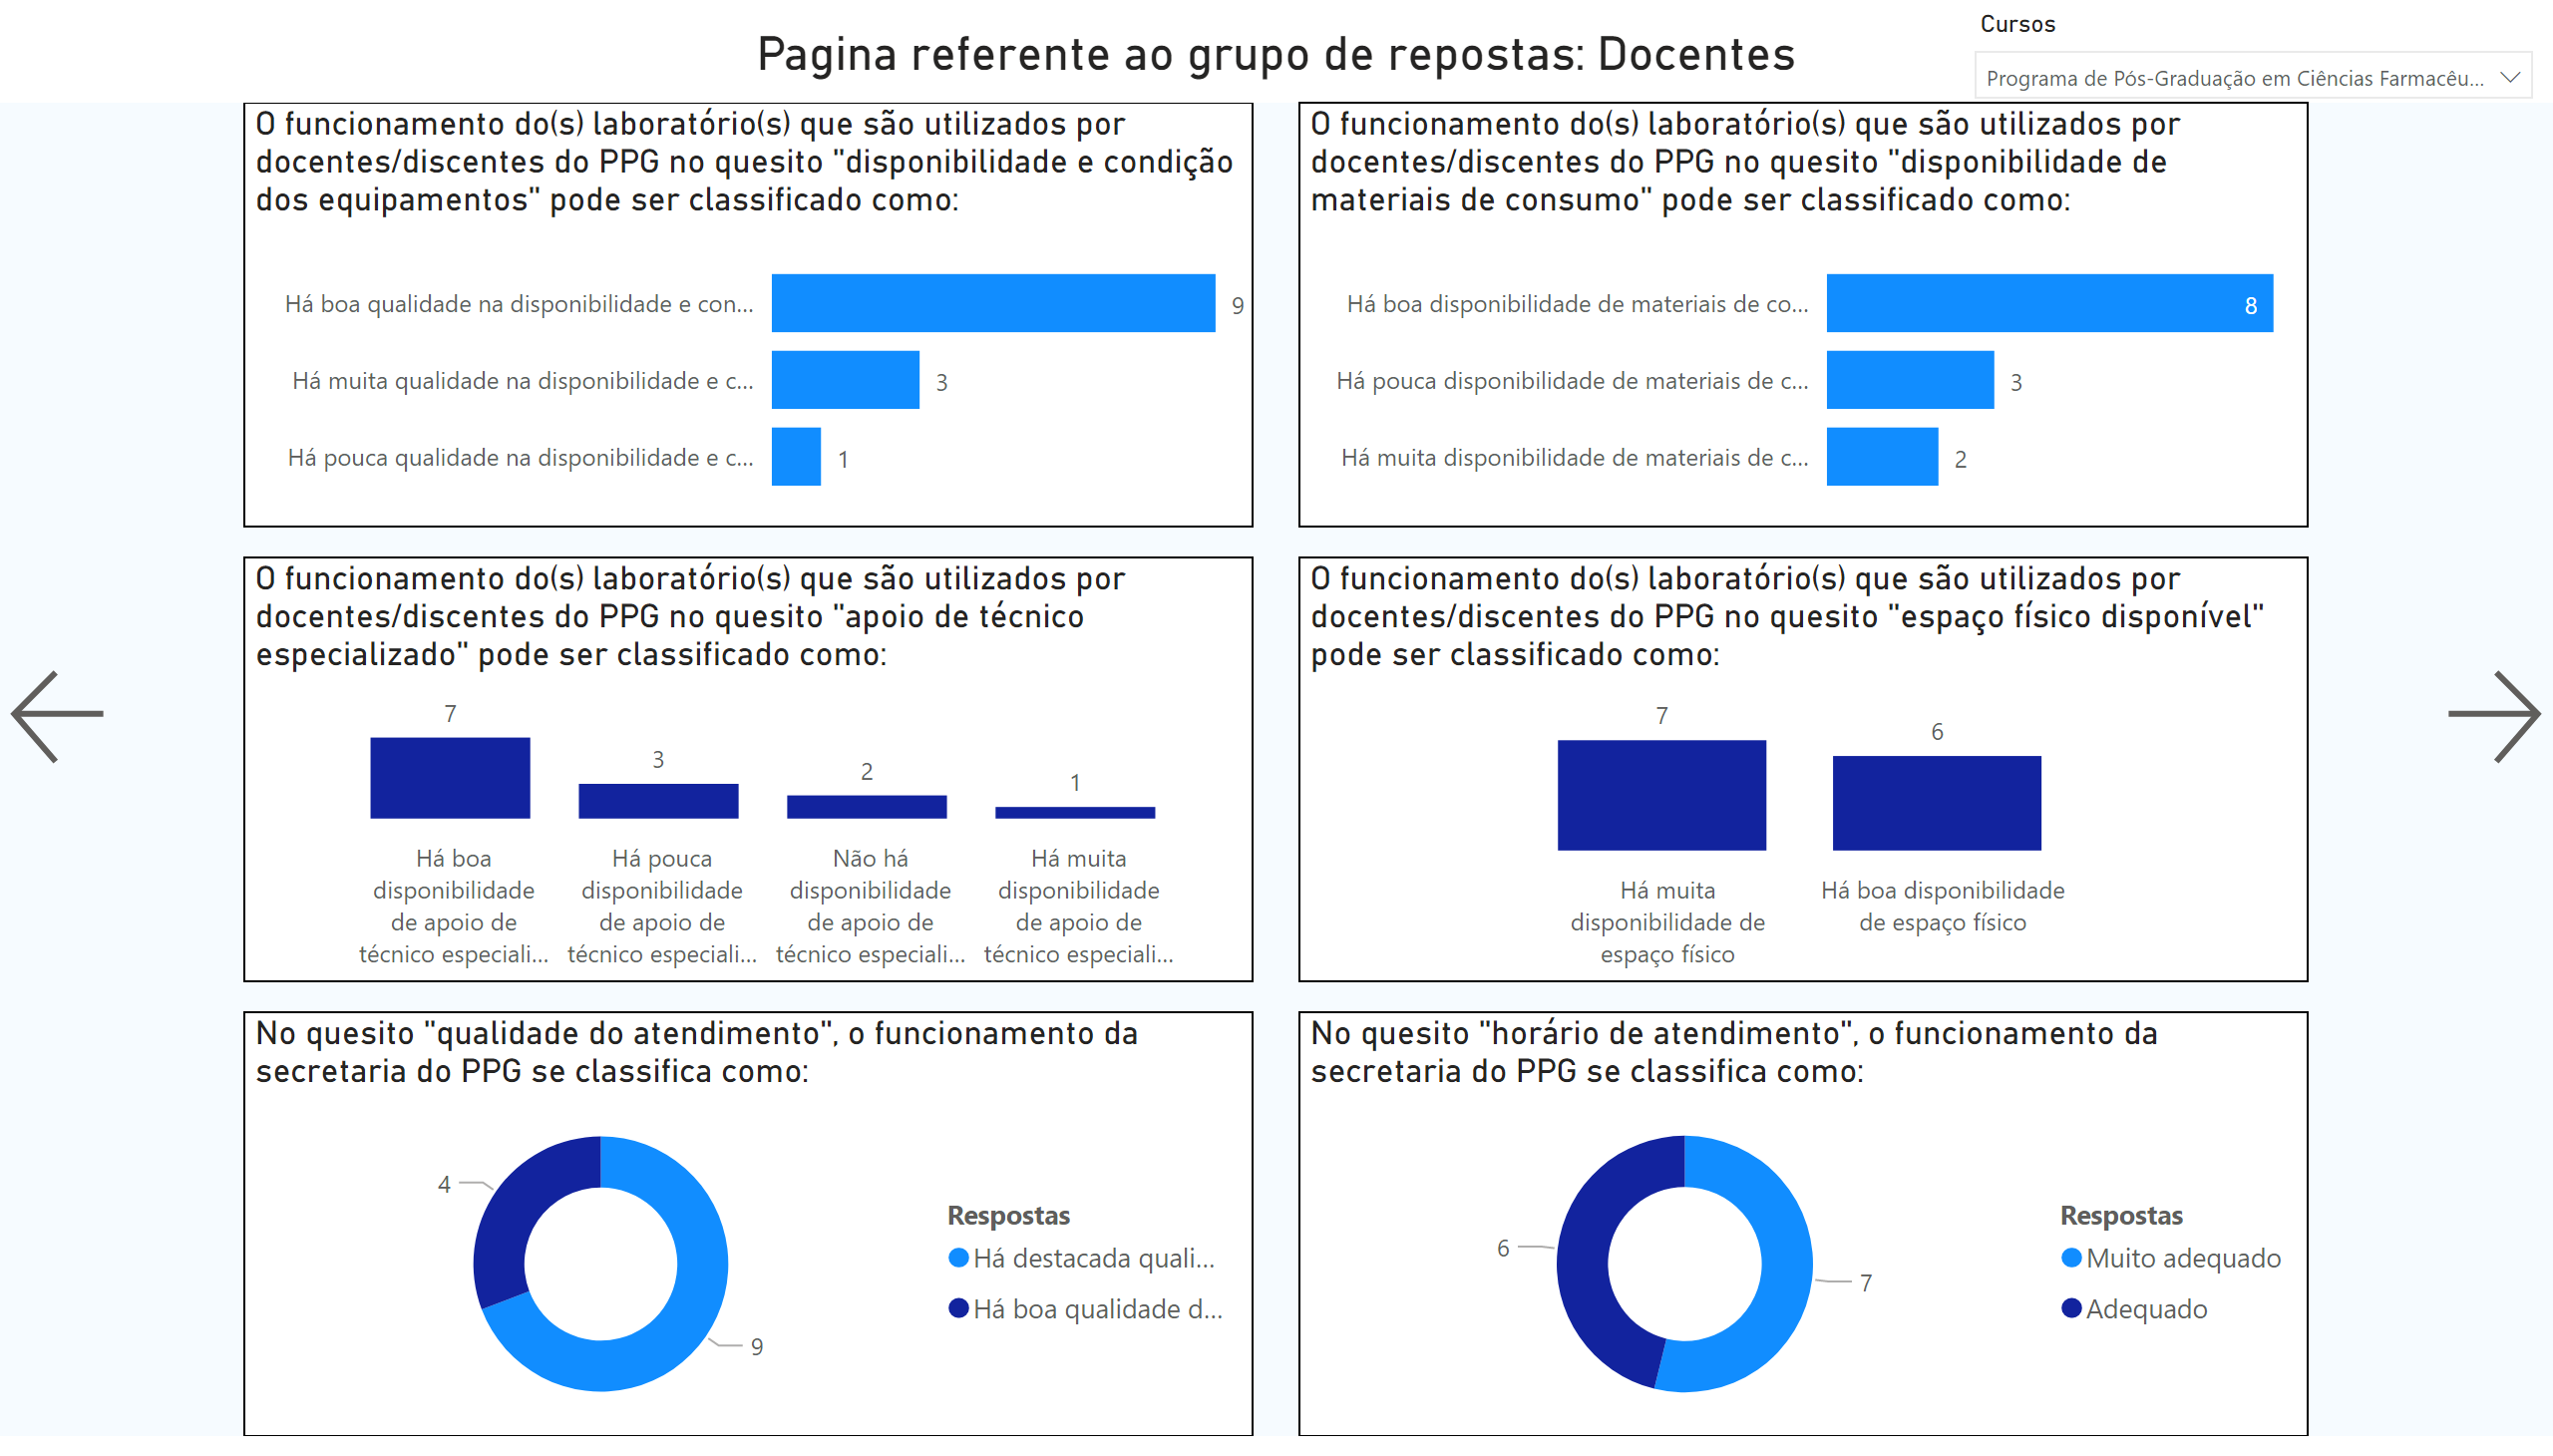 Pagina referente ao grupo de repostas: Docentes
Cursos
Programa de Pós-Graduação em Ciências Farmacêu...
O funcionamento do(s) laboratório(s) que são utilizados por
docentes/discentes do PPG no quesito "disponibilidade e condição
dos equipamentos" pode ser classificado como:
Há boa qualidade na disponibilidade e con...
9
Há muita qualidade na disponibilidade e c...
3
Há pouca qualidade na disponibilidade e c...
1
O funcionamento do(s) laboratório(s) que são utilizados por
docentes/discentes do PPG no quesito "disponibilidade de
materiais de consumo" pode ser classificado como:
Há boa disponibilidade de materiais de co...
8
Há pouca disponibilidade de materiais de c...
3
Há muita disponibilidade de materiais de c...
2
O funcionamento do(s) laboratório(s) que são utilizados por
docentes/discentes do PPG no quesito "apoio de técnico
especializado" pode ser classificado como:
7
3
2
1
Há boa
disponibilidade
de apoio de
técnico especiali...
Há pouca
disponibilidade
de apoio de
técnico especiali...
Não há
disponibilidade
de apoio de
técnico especiali...
Há muita
disponibilidade
de apoio de
técnico especiali...
O funcionamento do(s) laboratório(s) que são utilizados por
docentes/discentes do PPG no quesito "espaço físico disponível"
pode ser classificado como:
7
6
Há muita
disponibilidade de
espaço físico
Há boa disponibilidade
de espaço físico
No quesito "qualidade do atendimento", o funcionamento da
secretaria do PPG se classifica como:
4
9
Respostas
Há destacada quali...
Há boa qualidade d...
No quesito "horário de atendimento", o funcionamento da
secretaria do PPG se classifica como:
6
7
Respostas
Muito adequado
Adequado